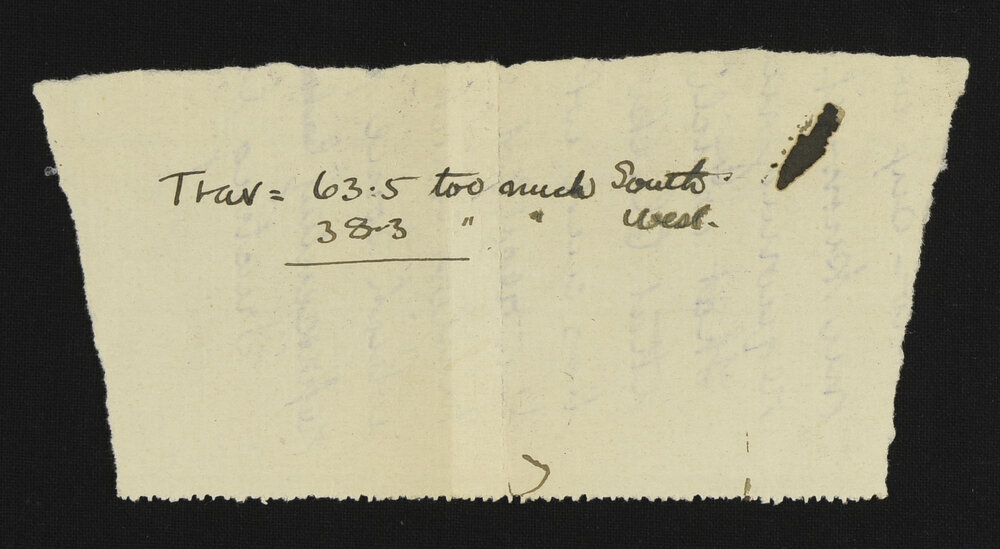 Trav = 63.5 too much South.
38.3 " " West.